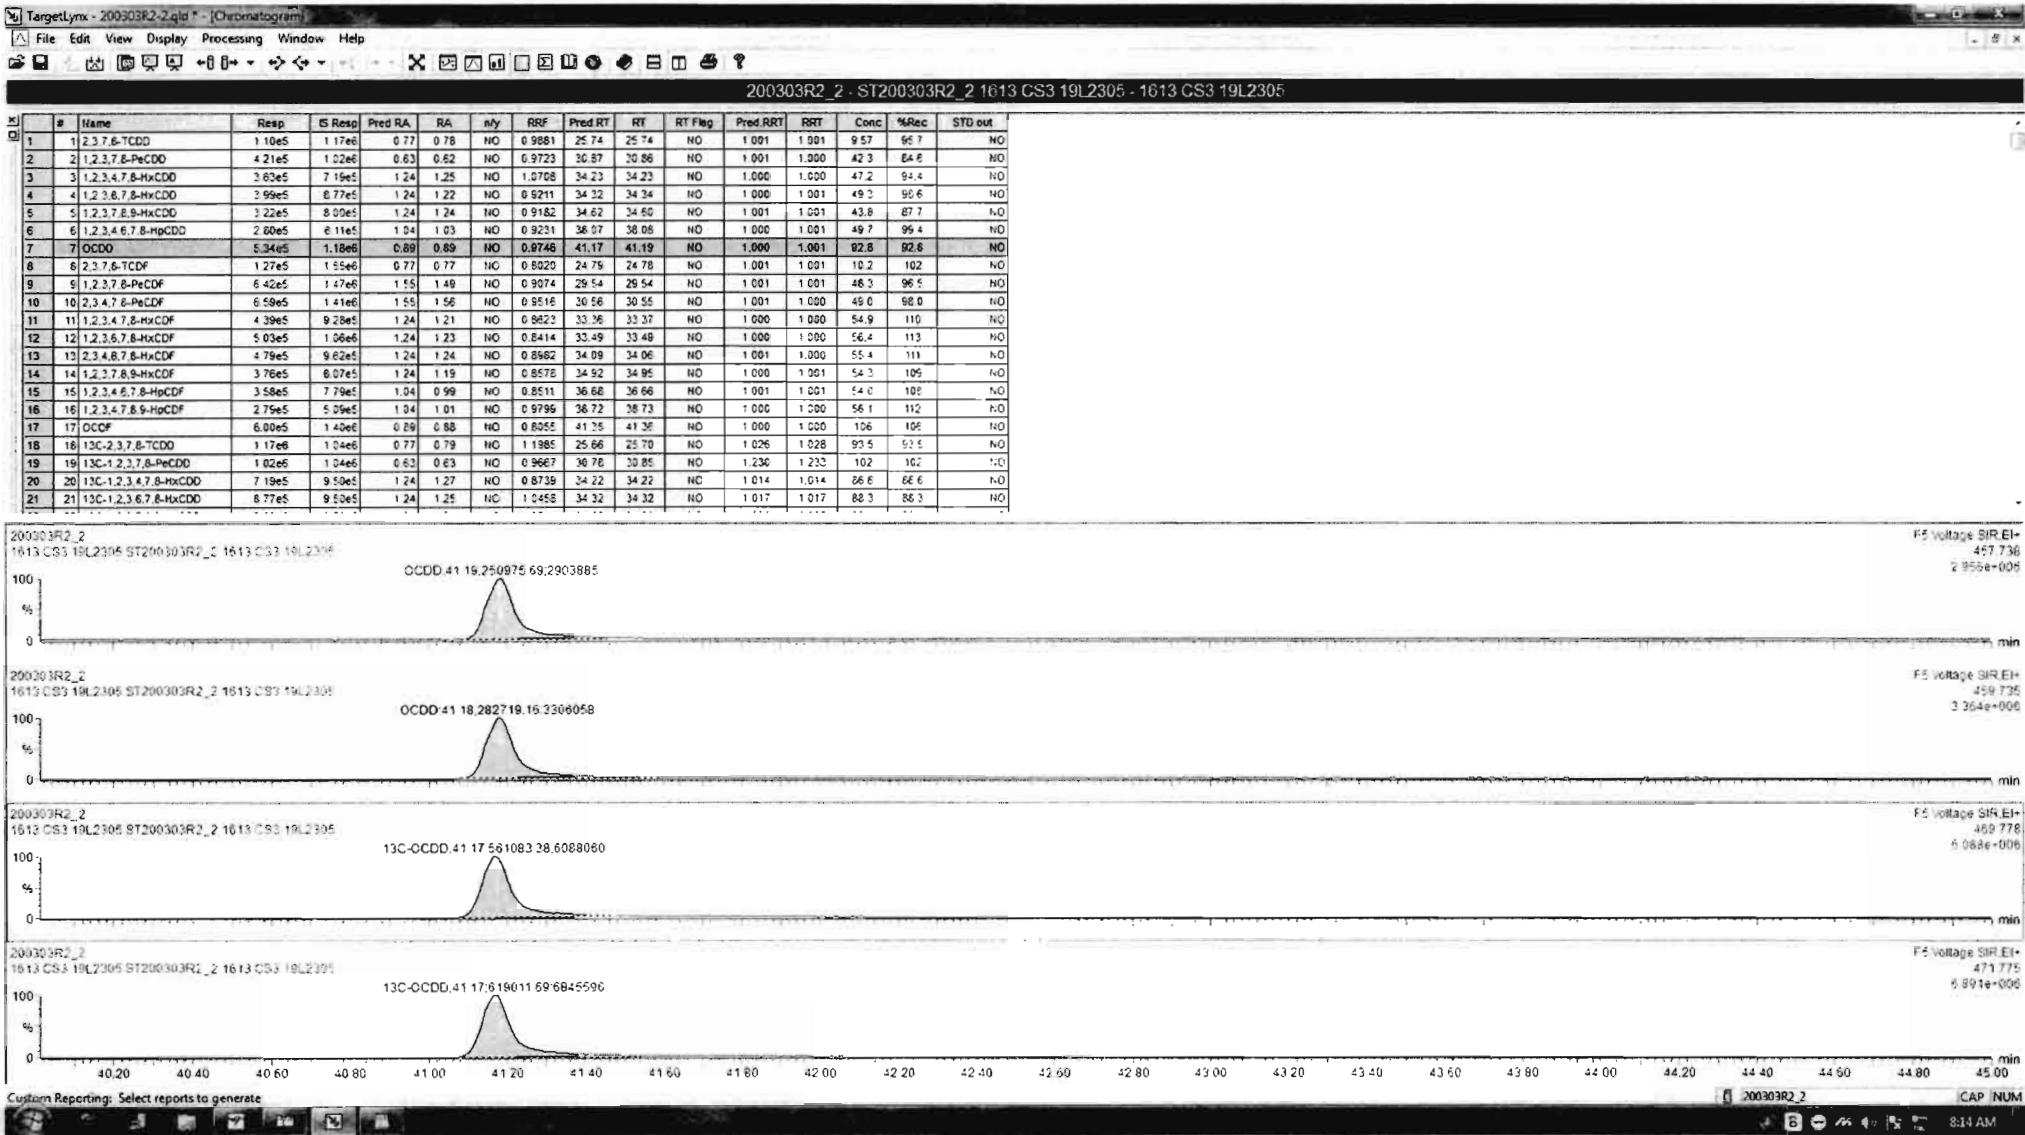 TargetLynx - 200303R2-2.qld * - [Chromatogram]
File Edit View Display Processing Window Help
200303R2_2 - ST200303R2_2 1613 CS3 19L2305 - 1613 CS3 19L2305
# Name Resp IS Resp Pred RA RA n/y RRF Pred.RT RT RT Flag Pred.RRT RRT Conc %Rec STD out
1 1 2,3,7,8-TCDD 1.10e5 1.17e6 0.77 0.78 NO 0.9881 25.74 25.74 NO 1.001 1.001 9.57 95.7 NO
2 2 1,2,3,7,8-PeCDD 4.21e5 1.02e6 0.63 0.62 NO 0.9723 30.87 30.86 NO 1.001 1.000 42.3 84.6 NO
3 3 1,2,3,4,7,8-HxCDD 3.63e5 7.19e5 1.24 1.25 NO 1.0708 34.23 34.23 NO 1.000 1.000 47.2 94.4 NO
4 4 1,2,3,6,7,8-HxCDD 3.99e5 8.77e5 1.24 1.22 NO 0.9211 34.32 34.34 NO 1.000 1.001 49.3 98.6 NO
5 5 1,2,3,7,8,9-HxCDD 3.22e5 8.00e5 1.24 1.24 NO 0.9182 34.62 34.60 NO 1.001 1.001 43.8 87.7 NO
6 6 1,2,3,4,6,7,8-HpCDD 2.80e5 6.11e5 1.04 1.03 NO 0.9231 38.07 38.08 NO 1.000 1.001 49.7 99.4 NO
7 7 OCDD 5.34e5 1.18e6 0.89 0.89 NO 0.9746 41.17 41.19 NO 1.000 1.001 92.8 92.8 NO
8 8 2,3,7,8-TCDF 1.27e5 1.55e6 0.77 0.77 NO 0.8020 24.79 24.78 NO 1.001 1.001 10.2 102 NO
9 9 1,2,3,7,8-PeCDF 6.42e5 1.47e6 1.55 1.49 NO 0.9074 29.54 29.54 NO 1.001 1.001 48.3 96.5 NO
10 10 2,3,4,7,8-PeCDF 6.59e5 1.41e6 1.55 1.56 NO 0.9516 30.56 30.55 NO 1.001 1.000 49.0 98.0 NO
11 11 1,2,3,4,7,8-HxCDF 4.39e5 9.28e5 1.24 1.21 NO 0.8623 33.36 33.37 NO 1.000 1.000 54.9 110 NO
12 12 1,2,3,6,7,8-HxCDF 5.03e5 1.06e6 1.24 1.23 NO 0.8414 33.49 33.49 NO 1.000 1.000 56.4 113 NO
13 13 2,3,4,6,7,8-HxCDF 4.79e5 9.62e5 1.24 1.24 NO 0.8982 34.09 34.06 NO 1.001 1.000 55.4 111 NO
14 14 1,2,3,7,8,9-HxCDF 3.76e5 8.07e5 1.24 1.19 NO 0.8578 34.92 34.95 NO 1.000 1.001 54.3 109 NO
15 15 1,2,3,4,6,7,8-HpCDF 3.58e5 7.79e5 1.04 0.99 NO 0.8511 36.68 36.66 NO 1.001 1.001 54.0 108 NO
16 16 1,2,3,4,7,8,9-HpCDF 2.79e5 5.09e5 1.04 1.01 NO 0.9799 38.72 38.73 NO 1.000 1.000 56.1 112 NO
17 17 OCDF 6.00e5 1.40e6 0.89 0.88 NO 0.8055 41.35 41.36 NO 1.000 1.000 106 106 NO
18 18 13C-2,3,7,8-TCDD 1.17e6 1.04e6 0.77 0.79 NO 1.1985 25.66 25.70 NO 1.026 1.028 93.5 93.5 NO
19 19 13C-1,2,3,7,8-PeCDD 1.02e6 1.04e6 0.63 0.63 NO 0.9667 30.78 30.85 NO 1.230 1.233 102 102 NO
20 20 13C-1,2,3,4,7,8-HxCDD 7.19e5 9.50e5 1.24 1.27 NO 0.8739 34.22 34.22 NO 1.014 1.014 86.6 86.6 NO
21 21 13C-1,2,3,6,7,8-HxCDD 8.77e5 9.50e5 1.24 1.25 NO 1.0458 34.32 34.32 NO 1.017 1.017 88.3 88.3 NO
200303R2_2 F5:Voltage SIR,EI+
1613 CS3 19L2305 ST200303R2_2 1613 CS3 19L2305 457.738
2.956e+006
OCDD;41.19;250975.69;2903885
100
%
0
min
200303R2_2 F5:Voltage SIR,EI+
1613 CS3 19L2305 ST200303R2_2 1613 CS3 19L2305 459.735
3.364e+006
OCDD;41.18;282719.16;3306058
100
%
0
min
200303R2_2 F5:Voltage SIR,EI+
1613 CS3 19L2305 ST200303R2_2 1613 CS3 19L2305 469.778
6.088e+006
13C-OCDD;41.17;561083.38;6088060
100
%
0
min
200303R2_2 F5:Voltage SIR,EI+
1613 CS3 19L2305 ST200303R2_2 1613 CS3 19L2305 471.775
6.891e+006
13C-OCDD;41.17;619011.69;6845596
100
%
0
min
40.20 40.40 40.60 40.80 41.00 41.20 41.40 41.60 41.80 42.00 42.20 42.40 42.60 42.80 43.00 43.20 43.40 43.60 43.80 44.00 44.20 44.40 44.60 44.80 45.00
Custom Reporting: Select reports to generate 200303R2_2 CAP NUM
8:14 AM